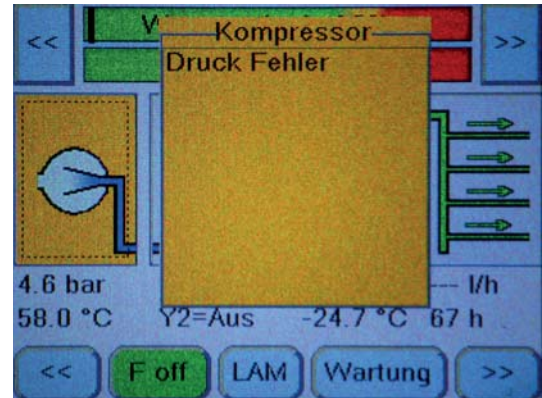 <<
Kompressor
>>
Druck Fehler
4.6 bar
--- l/h
58.0 °C Y2=Aus -24.7 °C 67 h
<< F off LAM Wartung >>